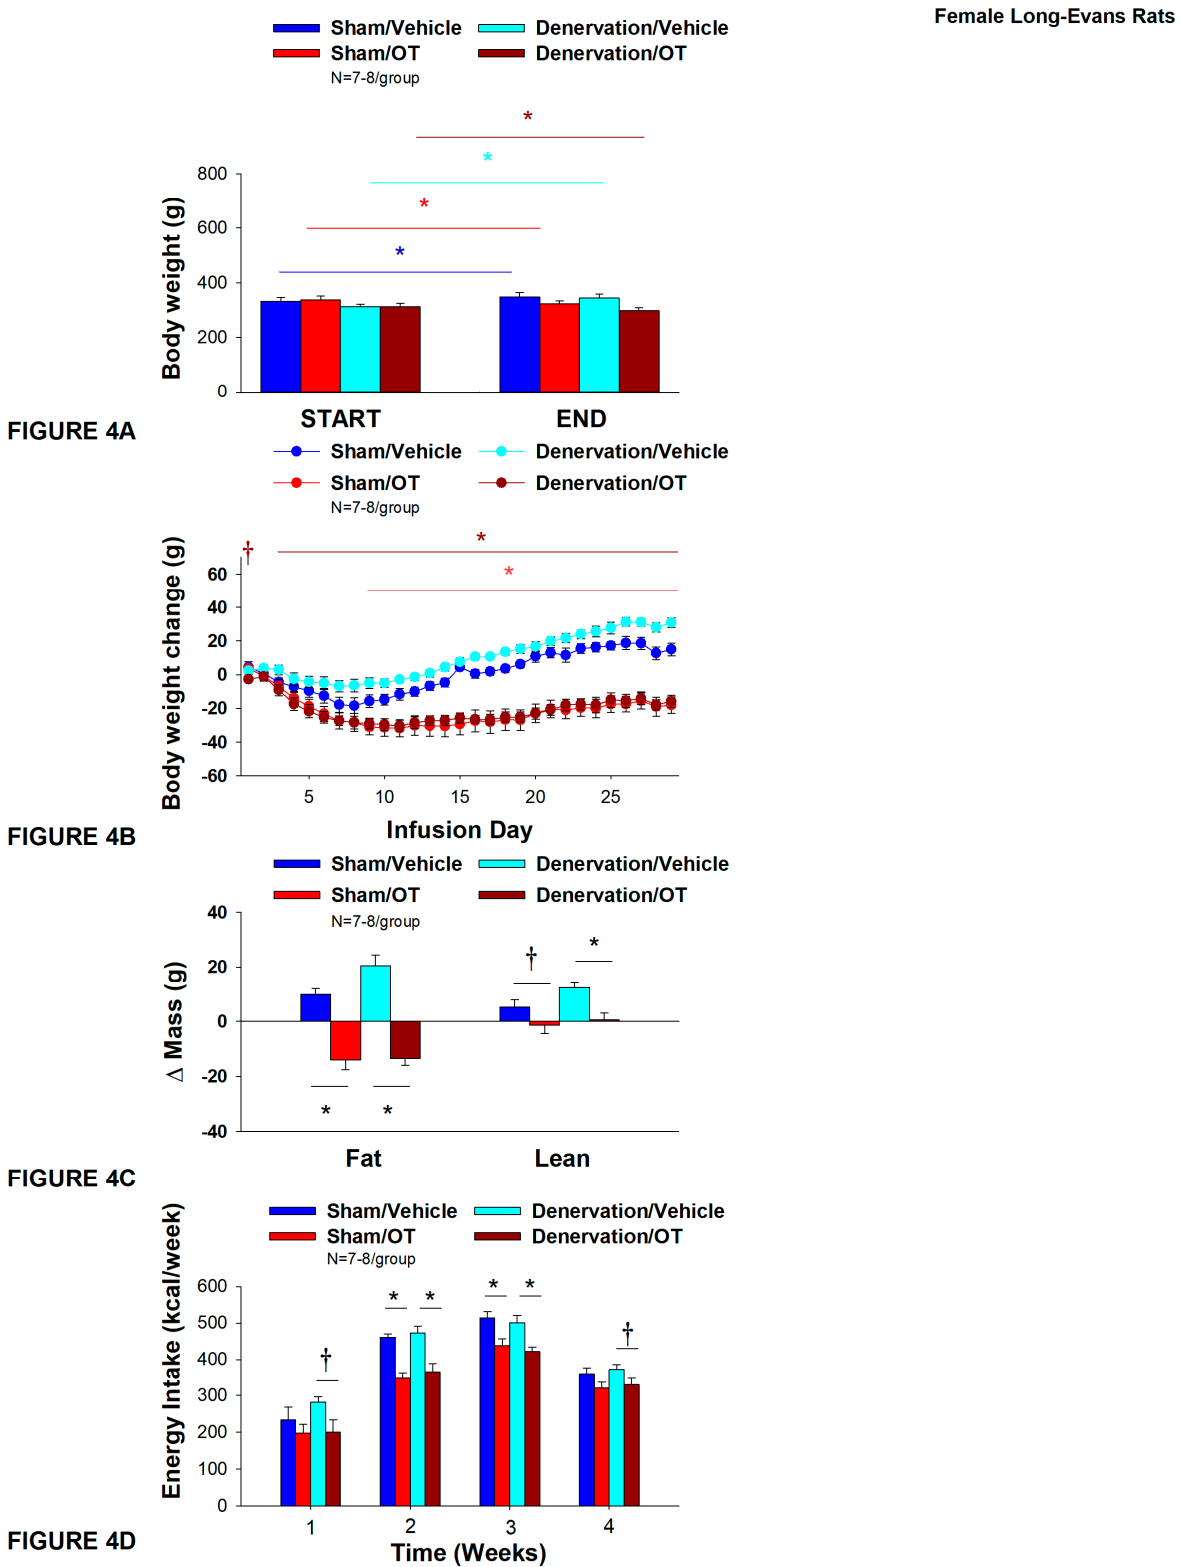 Female Long-Evans Rats
Sham/Vehicle Denervation/Vehicle
Sham/OT Denervation/OT
N=7-8/group
*
*
*
*
Body weight (g)
800
600
400
200
0
START END
FIGURE 4A
Sham/Vehicle Denervation/Vehicle
Sham/OT Denervation/OT
N=7-8/group
† *
*
Body weight change (g)
60
40
20
0
-20
-40
-60
5 10 15 20 25
Infusion Day
FIGURE 4B
Sham/Vehicle Denervation/Vehicle
Sham/OT Denervation/OT
N=7-8/group
Δ Mass (g)
40
20
0
-20
-40
† *
* *
Fat Lean
FIGURE 4C
Sham/Vehicle Denervation/Vehicle
Sham/OT Denervation/OT
N=7-8/group
Energy Intake (kcal/week)
600
500
400
300
200
100
0
† * * * * †
1 2 3 4
Time (Weeks)
FIGURE 4D